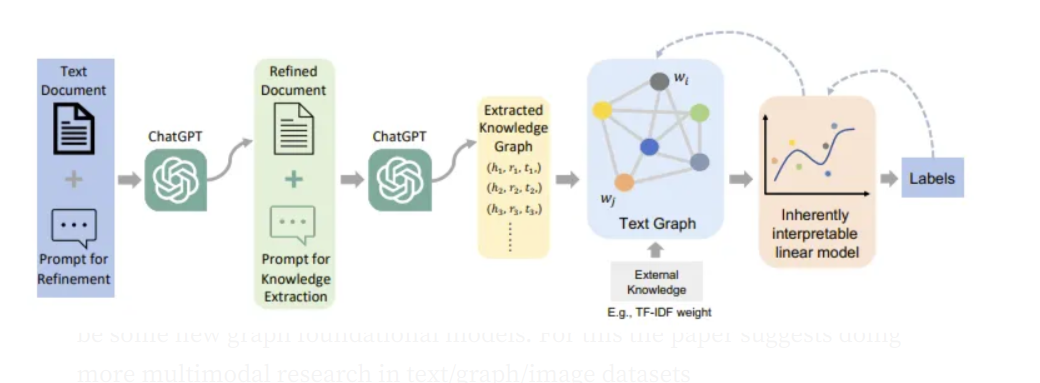 Text
Document
+
Prompt for
Refinement
ChatGPT
Refined
Document
+
Prompt for
Knowledge
Extraction
ChatGPT
Extracted
Knowledge
Graph
(h₁, r₁, t₁,)
(h₂, r₂, t₂,)
(h₃, r₃, t₃,)
wᵢ
wⱼ
Text Graph
External
Knowledge
E.g., TF-IDF weight
Inherently
interpretable
linear model
Labels
be some new graph foundational models. For this the paper suggests doing
more multimodal research in text/graph/image datasets